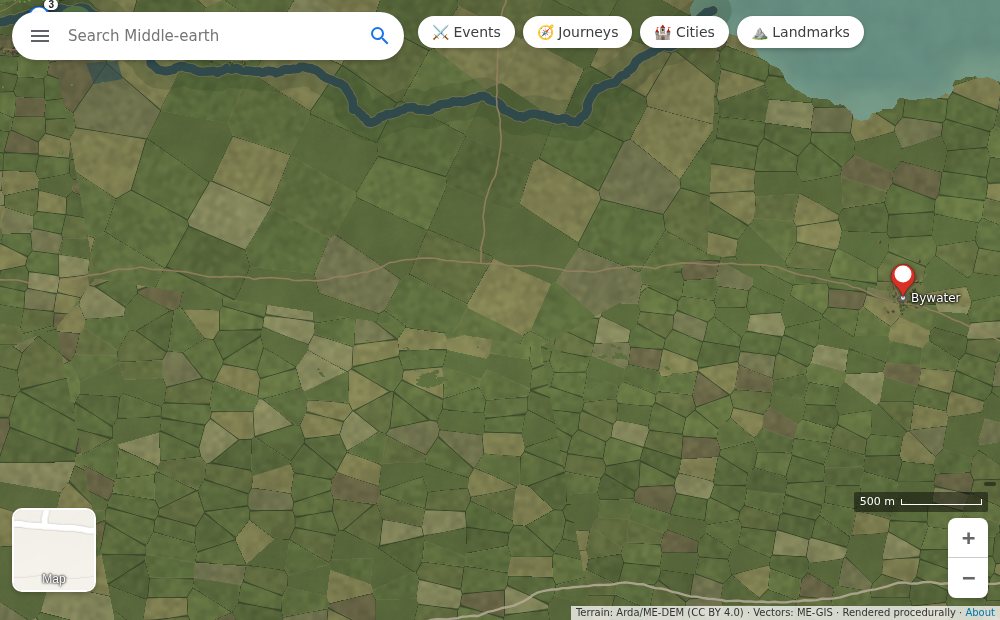 3
Search Middle-earth
⚔️ Events
🧭 Journeys
🏰 Cities
⛰️ Landmarks
Bywater
500 m
+
−
Map
Terrain: Arda/ME-DEM (CC BY 4.0) · Vectors: ME-GIS · Rendered procedurally · About